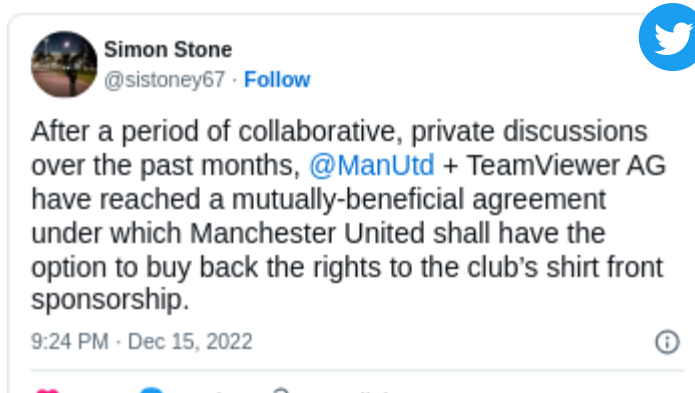 Simon Stone
@sistoney67 · Follow
After a period of collaborative, private discussions
over the past months, @ManUtd + TeamViewer AG
have reached a mutually-beneficial agreement
under which Manchester United shall have the
option to buy back the rights to the club’s shirt front
sponsorship.
9:24 PM · Dec 15, 2022